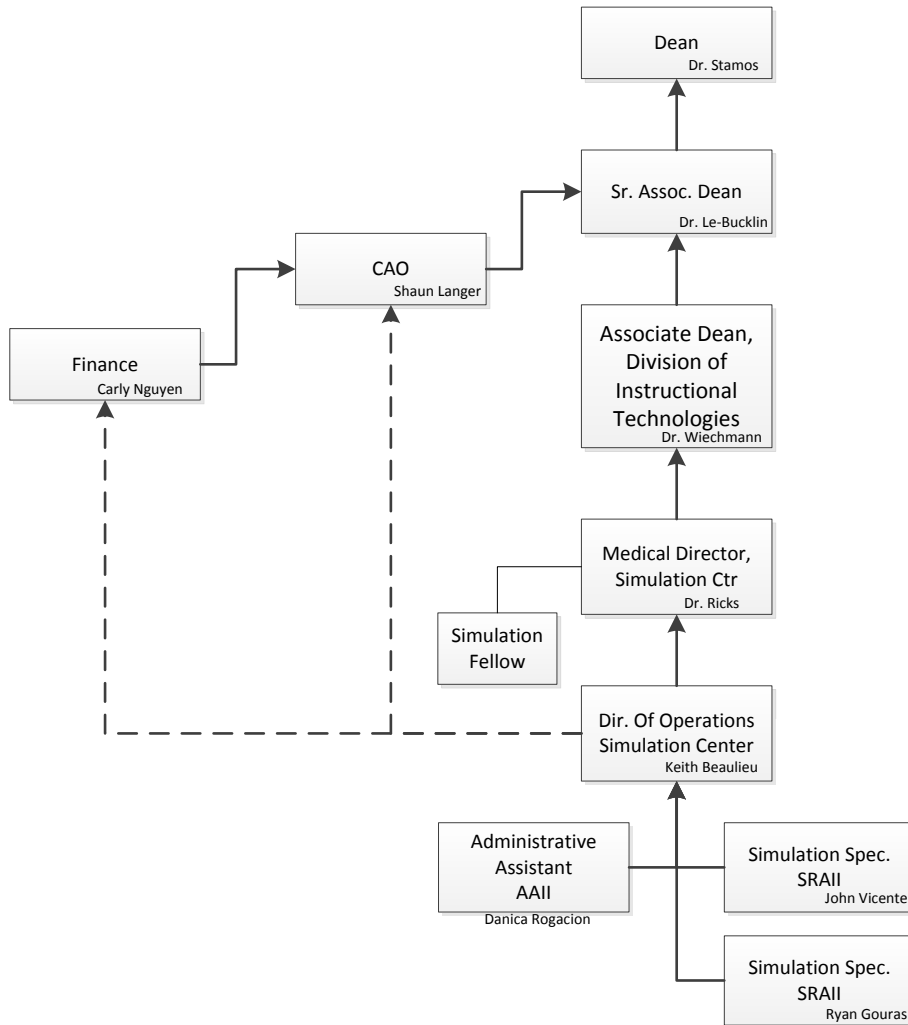 Dean
Dr. Stamos
Sr. Assoc. Dean
Dr. Le-Bucklin
CAO
Shaun Langer
Associate Dean,
Division of
Instructional
Technologies
Dr. Wiechmann
Finance
Carly Nguyen
Medical Director,
Simulation Ctr
Dr. Ricks
Simulation
Fellow
Dir. Of Operations
Simulation Center
Keith Beaulieu
Administrative
Assistant
AAII
Danica Rogacion
Simulation Spec.
SRAII
John Vicente
Simulation Spec.
SRAII
Ryan Gouras